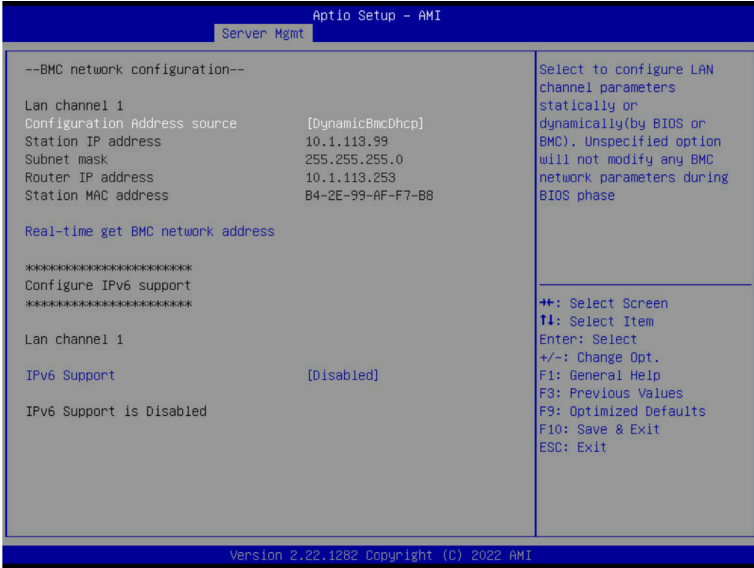 Aptio Setup – AMI
Server Mgmt
--BMC network configuration--
Lan channel 1
Configuration Address source [DynamicBmcDhcp]
Station IP address 10.1.113.99
Subnet mask 255.255.255.0
Router IP address 10.1.113.253
Station MAC address B4-2E-99-AF-F7-B8
Real-time get BMC network address
**********************
Configure IPv6 support
**********************
Lan channel 1
IPv6 Support [Disabled]
IPv6 Support is Disabled
Select to configure LAN
channel parameters
statically or
dynamically(by BIOS or
BMC). Unspecified option
will not modify any BMC
network parameters during
BIOS phase
→←: Select Screen
↑↓: Select Item
Enter: Select
+/-: Change Opt.
F1: General Help
F3: Previous Values
F9: Optimized Defaults
F10: Save & Exit
ESC: Exit
Version 2.22.1282 Copyright (C) 2022 AMI